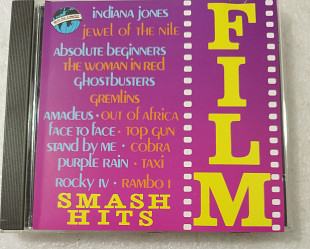 indiana jones
jewel of the nile
absolute beginners
the woman in red
ghostbusters
gremlins
amadeus • out of africa
face to face • top gun
stand by me • cobra
purple rain • taxi
rocky IV • rambo I
SMASH
HITS
FILM